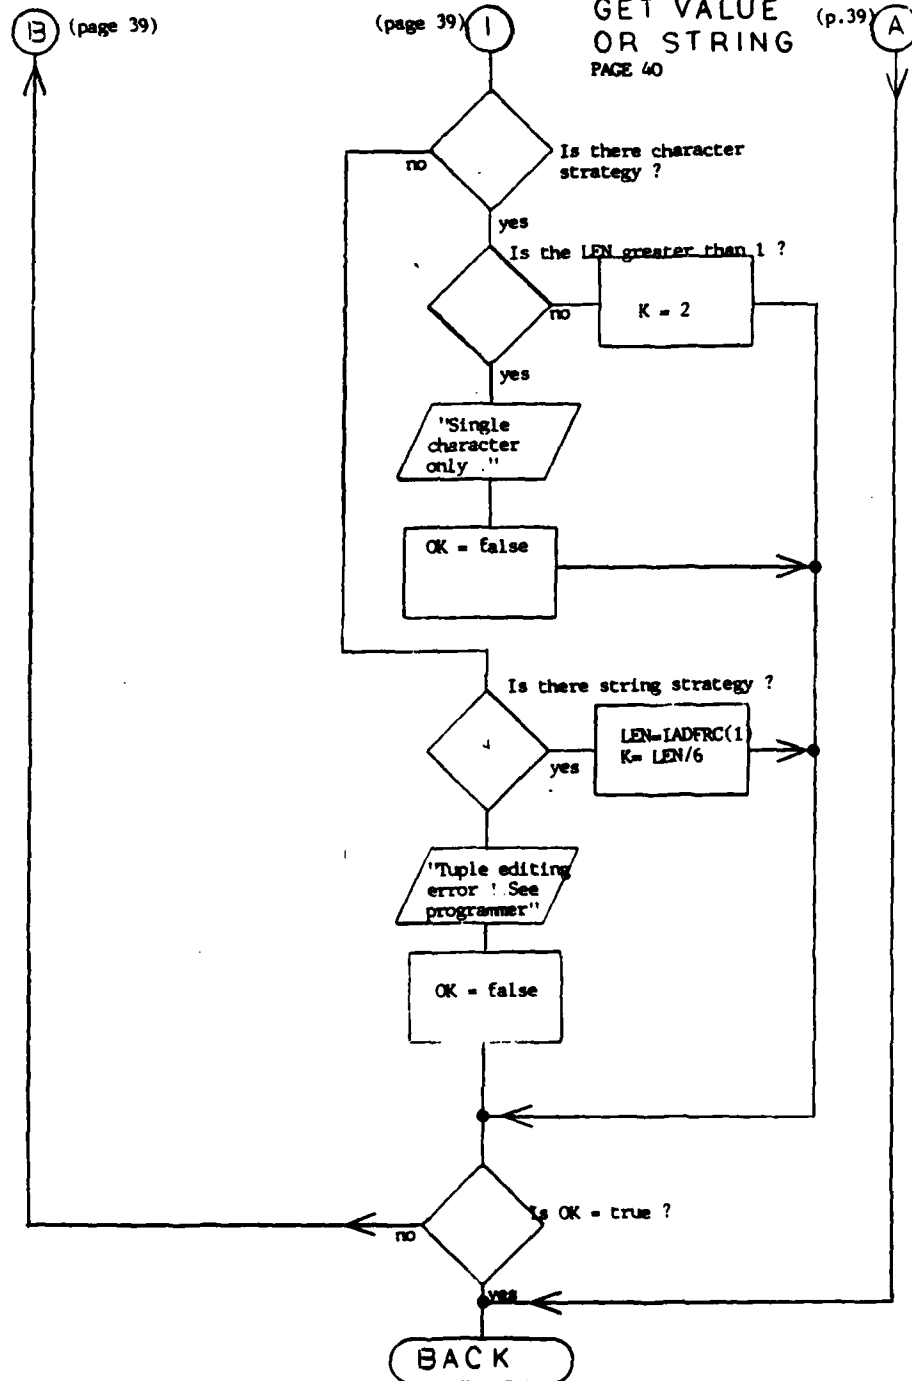 B (page 39)
(page 39) 1
GET VALUE
OR STRING
PAGE 40
(p.39) A
Is there character
strategy ?
no
yes
Is the LEN greater than 1 ?
no
K = 2
yes
"Single
character
only ."
OK = false
Is there string strategy ?
LEN=IADFRC(1)
K= LEN/6
yes
"Tuple editing
error ! See
programmer"
OK = false
Is OK = true ?
no
yes
BACK